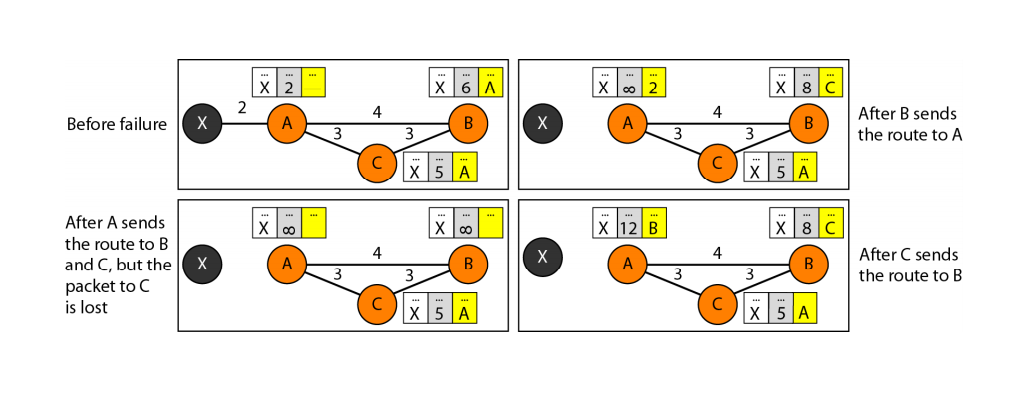 Before failure
... ... ...
X 2
2
X
A
4
3
3
B
C
... ... ...
X 6 Λ
... ... ...
X 5 A
After B sends
the route to A
... ... ...
X ∞ 2
X
A
4
3
3
B
C
... ... ...
X 8 C
... ... ...
X 5 A
After A sends
the route to B
and C, but the
packet to C
is lost
... ... ...
X ∞
X
A
4
3
3
B
C
... ... ...
X ∞
... ... ...
X 5 A
After C sends
the route to B
... ... ...
X 12 B
X
A
4
3
3
B
C
... ... ...
X 8 C
... ... ...
X 5 A